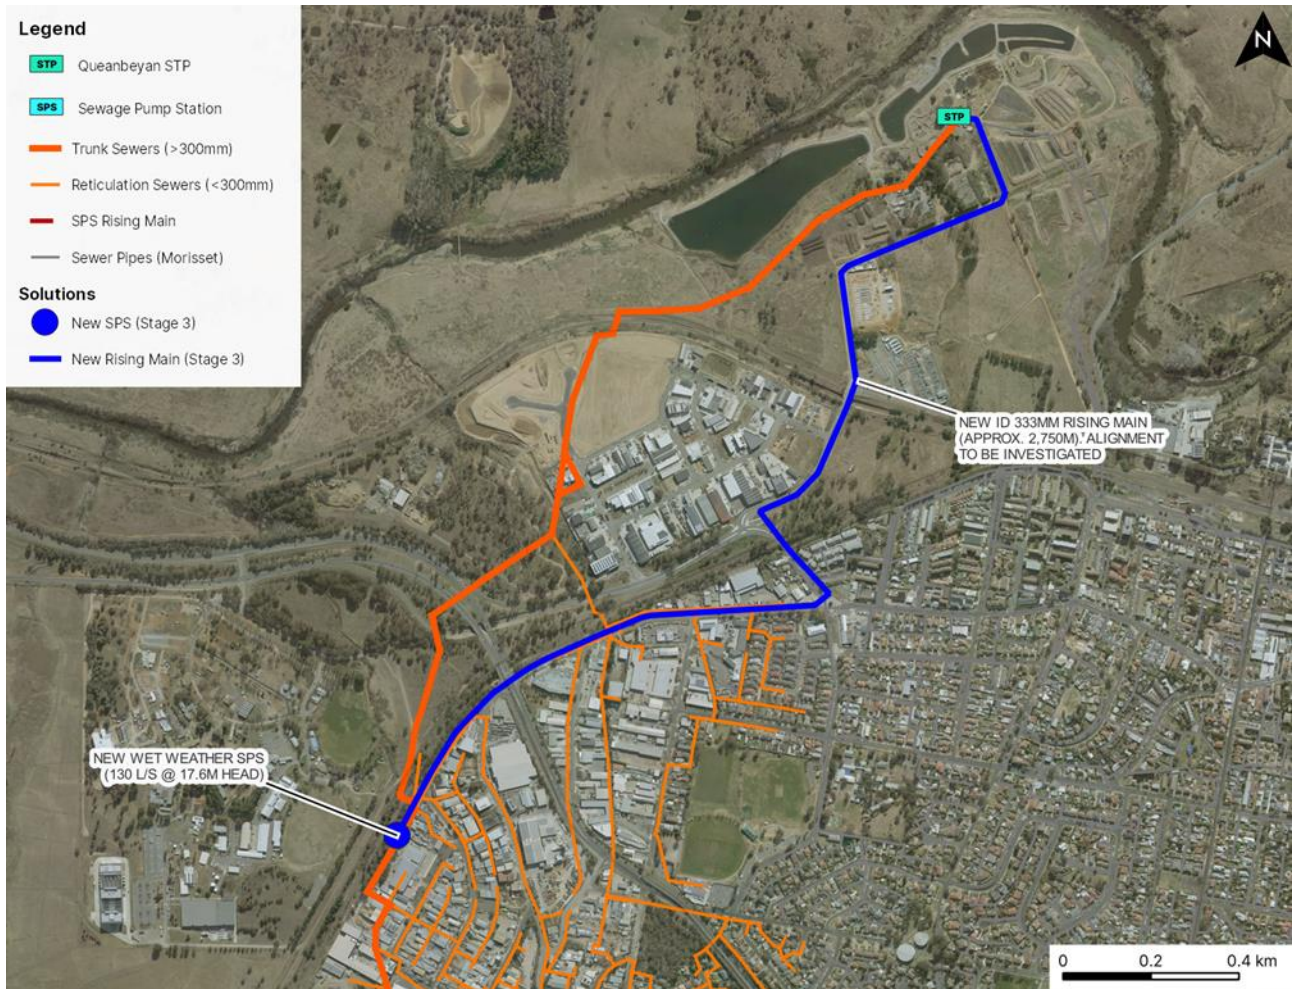 Legend
STP Queanbeyan STP
SPS Sewage Pump Station
Trunk Sewers (>300mm)
Reticulation Sewers (<300mm)
SPS Rising Main
Sewer Pipes (Morisset)
Solutions
New SPS (Stage 3)
New Rising Main (Stage 3)
N
STP
NEW ID 333MM RISING MAIN
(APPROX. 2,750M)." ALIGNMENT
TO BE INVESTIGATED
NEW WET WEATHER SPS
(130 L/S @ 17.6M HEAD)
0 0.2 0.4 km